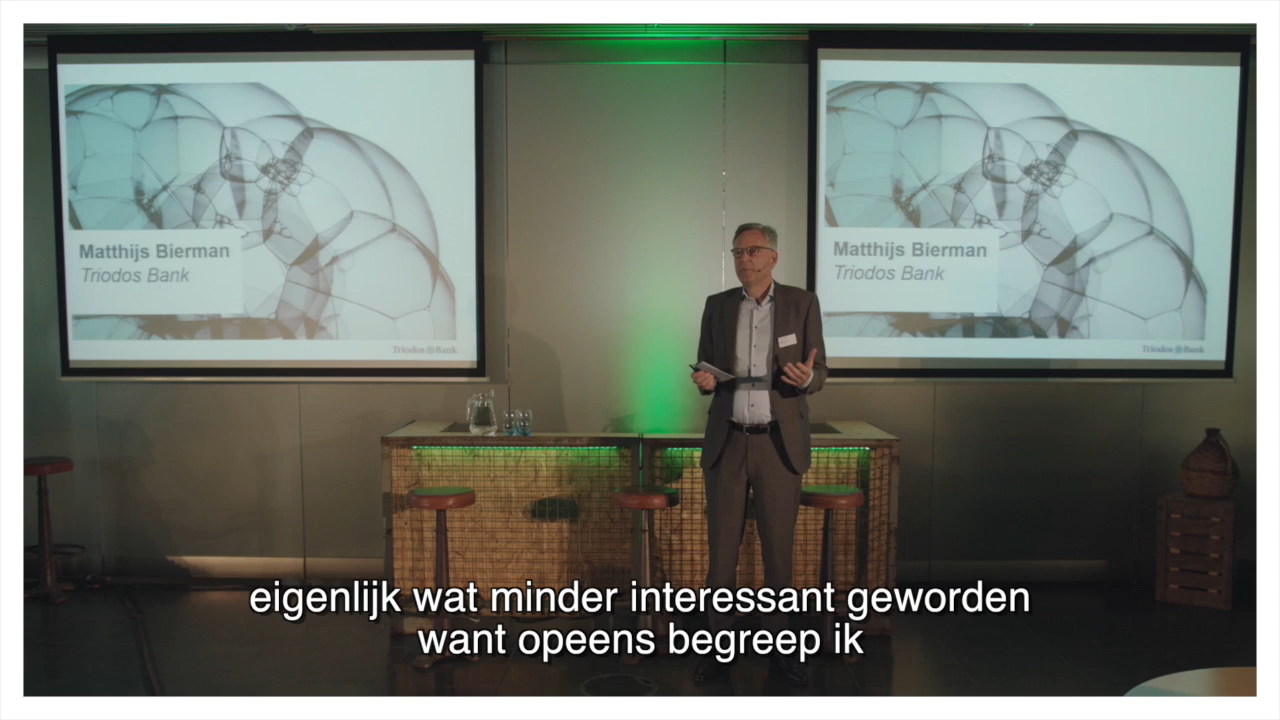 Matthijs Bierman
Triodos Bank
Triodos Bank
Matthijs Bierman
Triodos Bank
Triodos Bank
eigenlijk wat minder interessant geworden
want opeens begreep ik